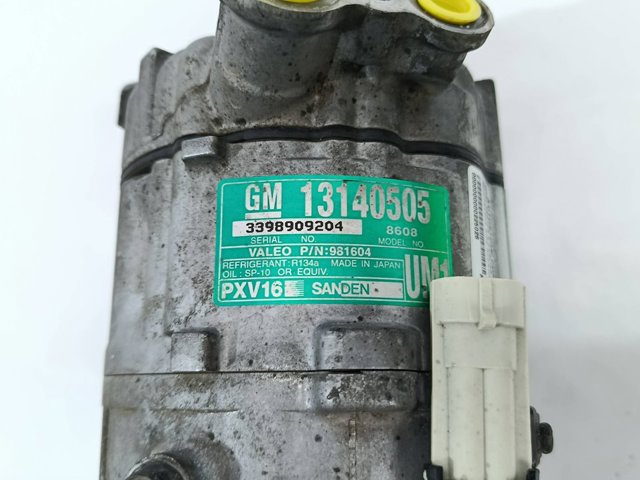 GM 13140505
3398909204 8608
SERIAL NO. MODEL NO.
VALEO P/N:981604
REFRIGERANT: R134a MADE IN JAPAN
OIL: SP-10 OR EQUIV
PXV16 SANDEN UM1